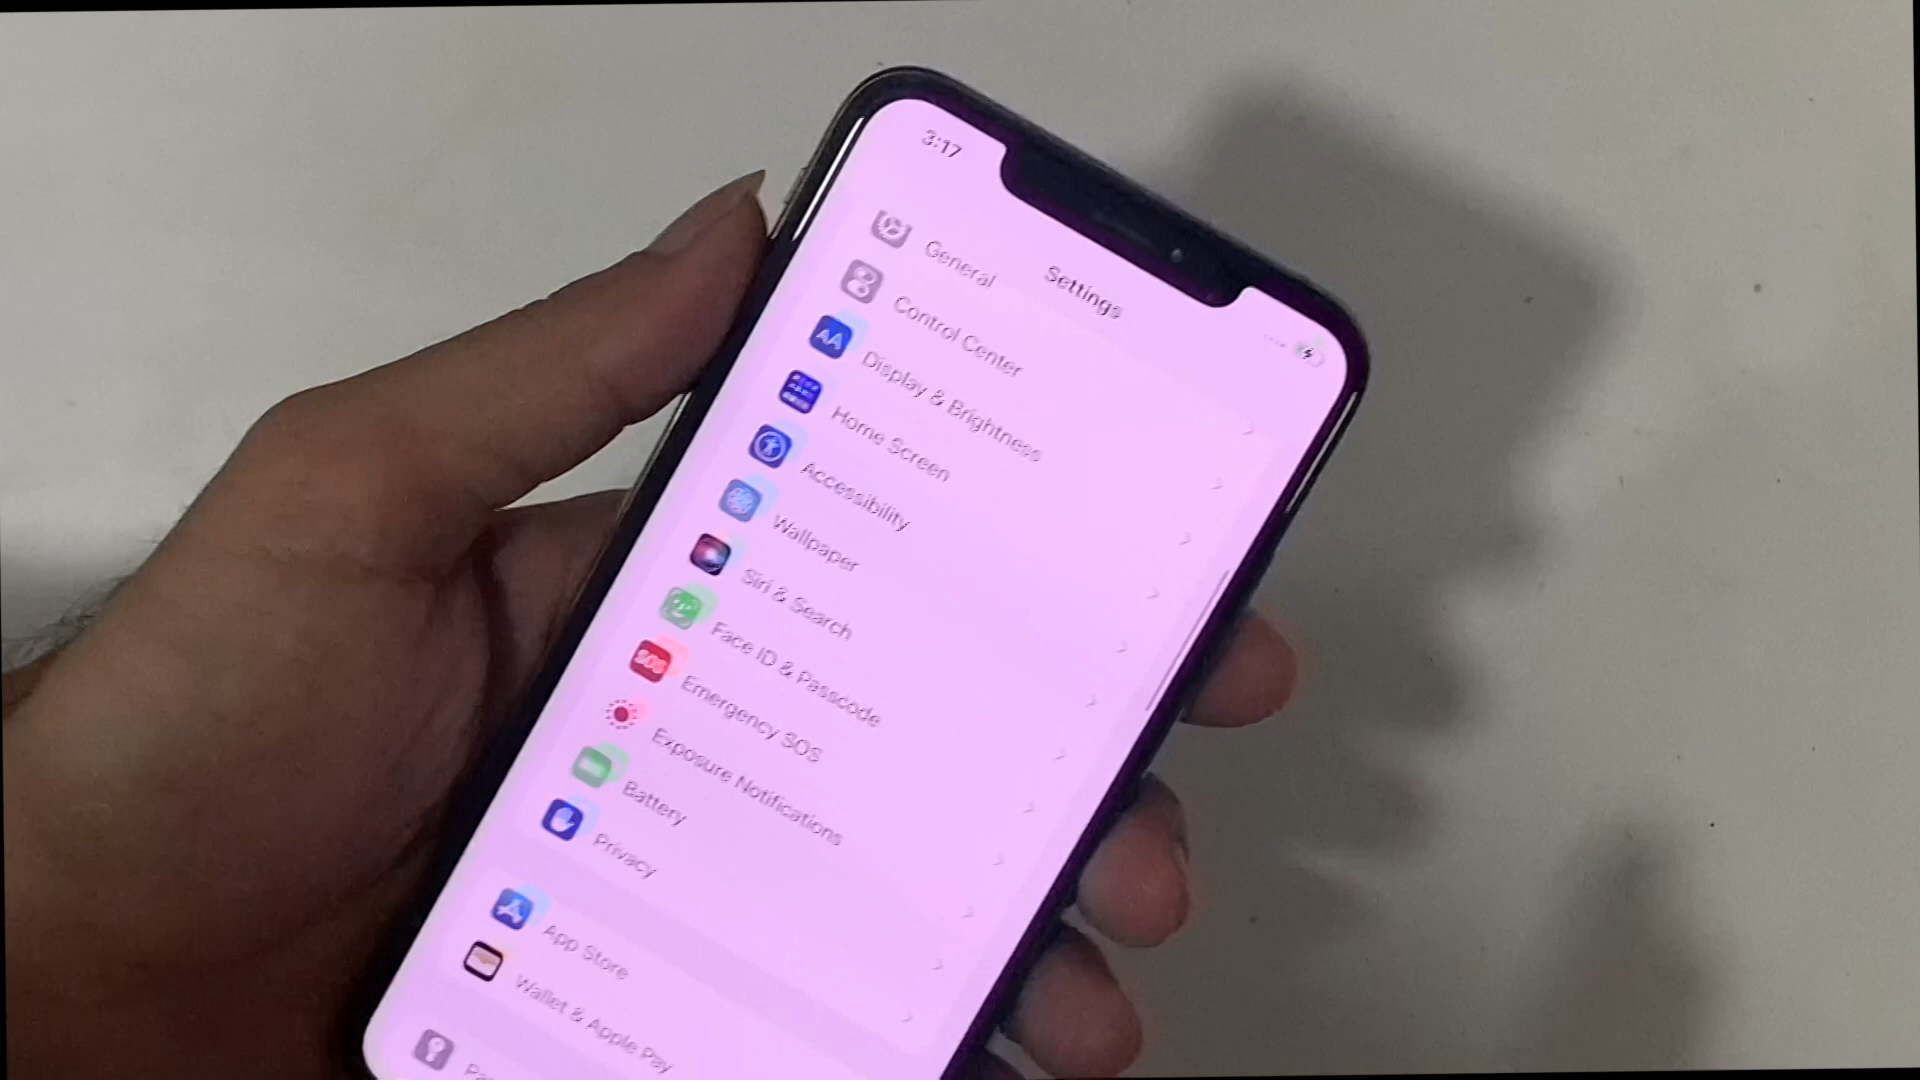 3:17
Settings
General
Control Center
AA
Display & Brightness
Home Screen
Accessibility
Wallpaper
Siri & Search
Face ID & Passcode
SOS
Emergency SOS
Exposure Notifications
Battery
Privacy
App Store
Wallet & Apple Pay